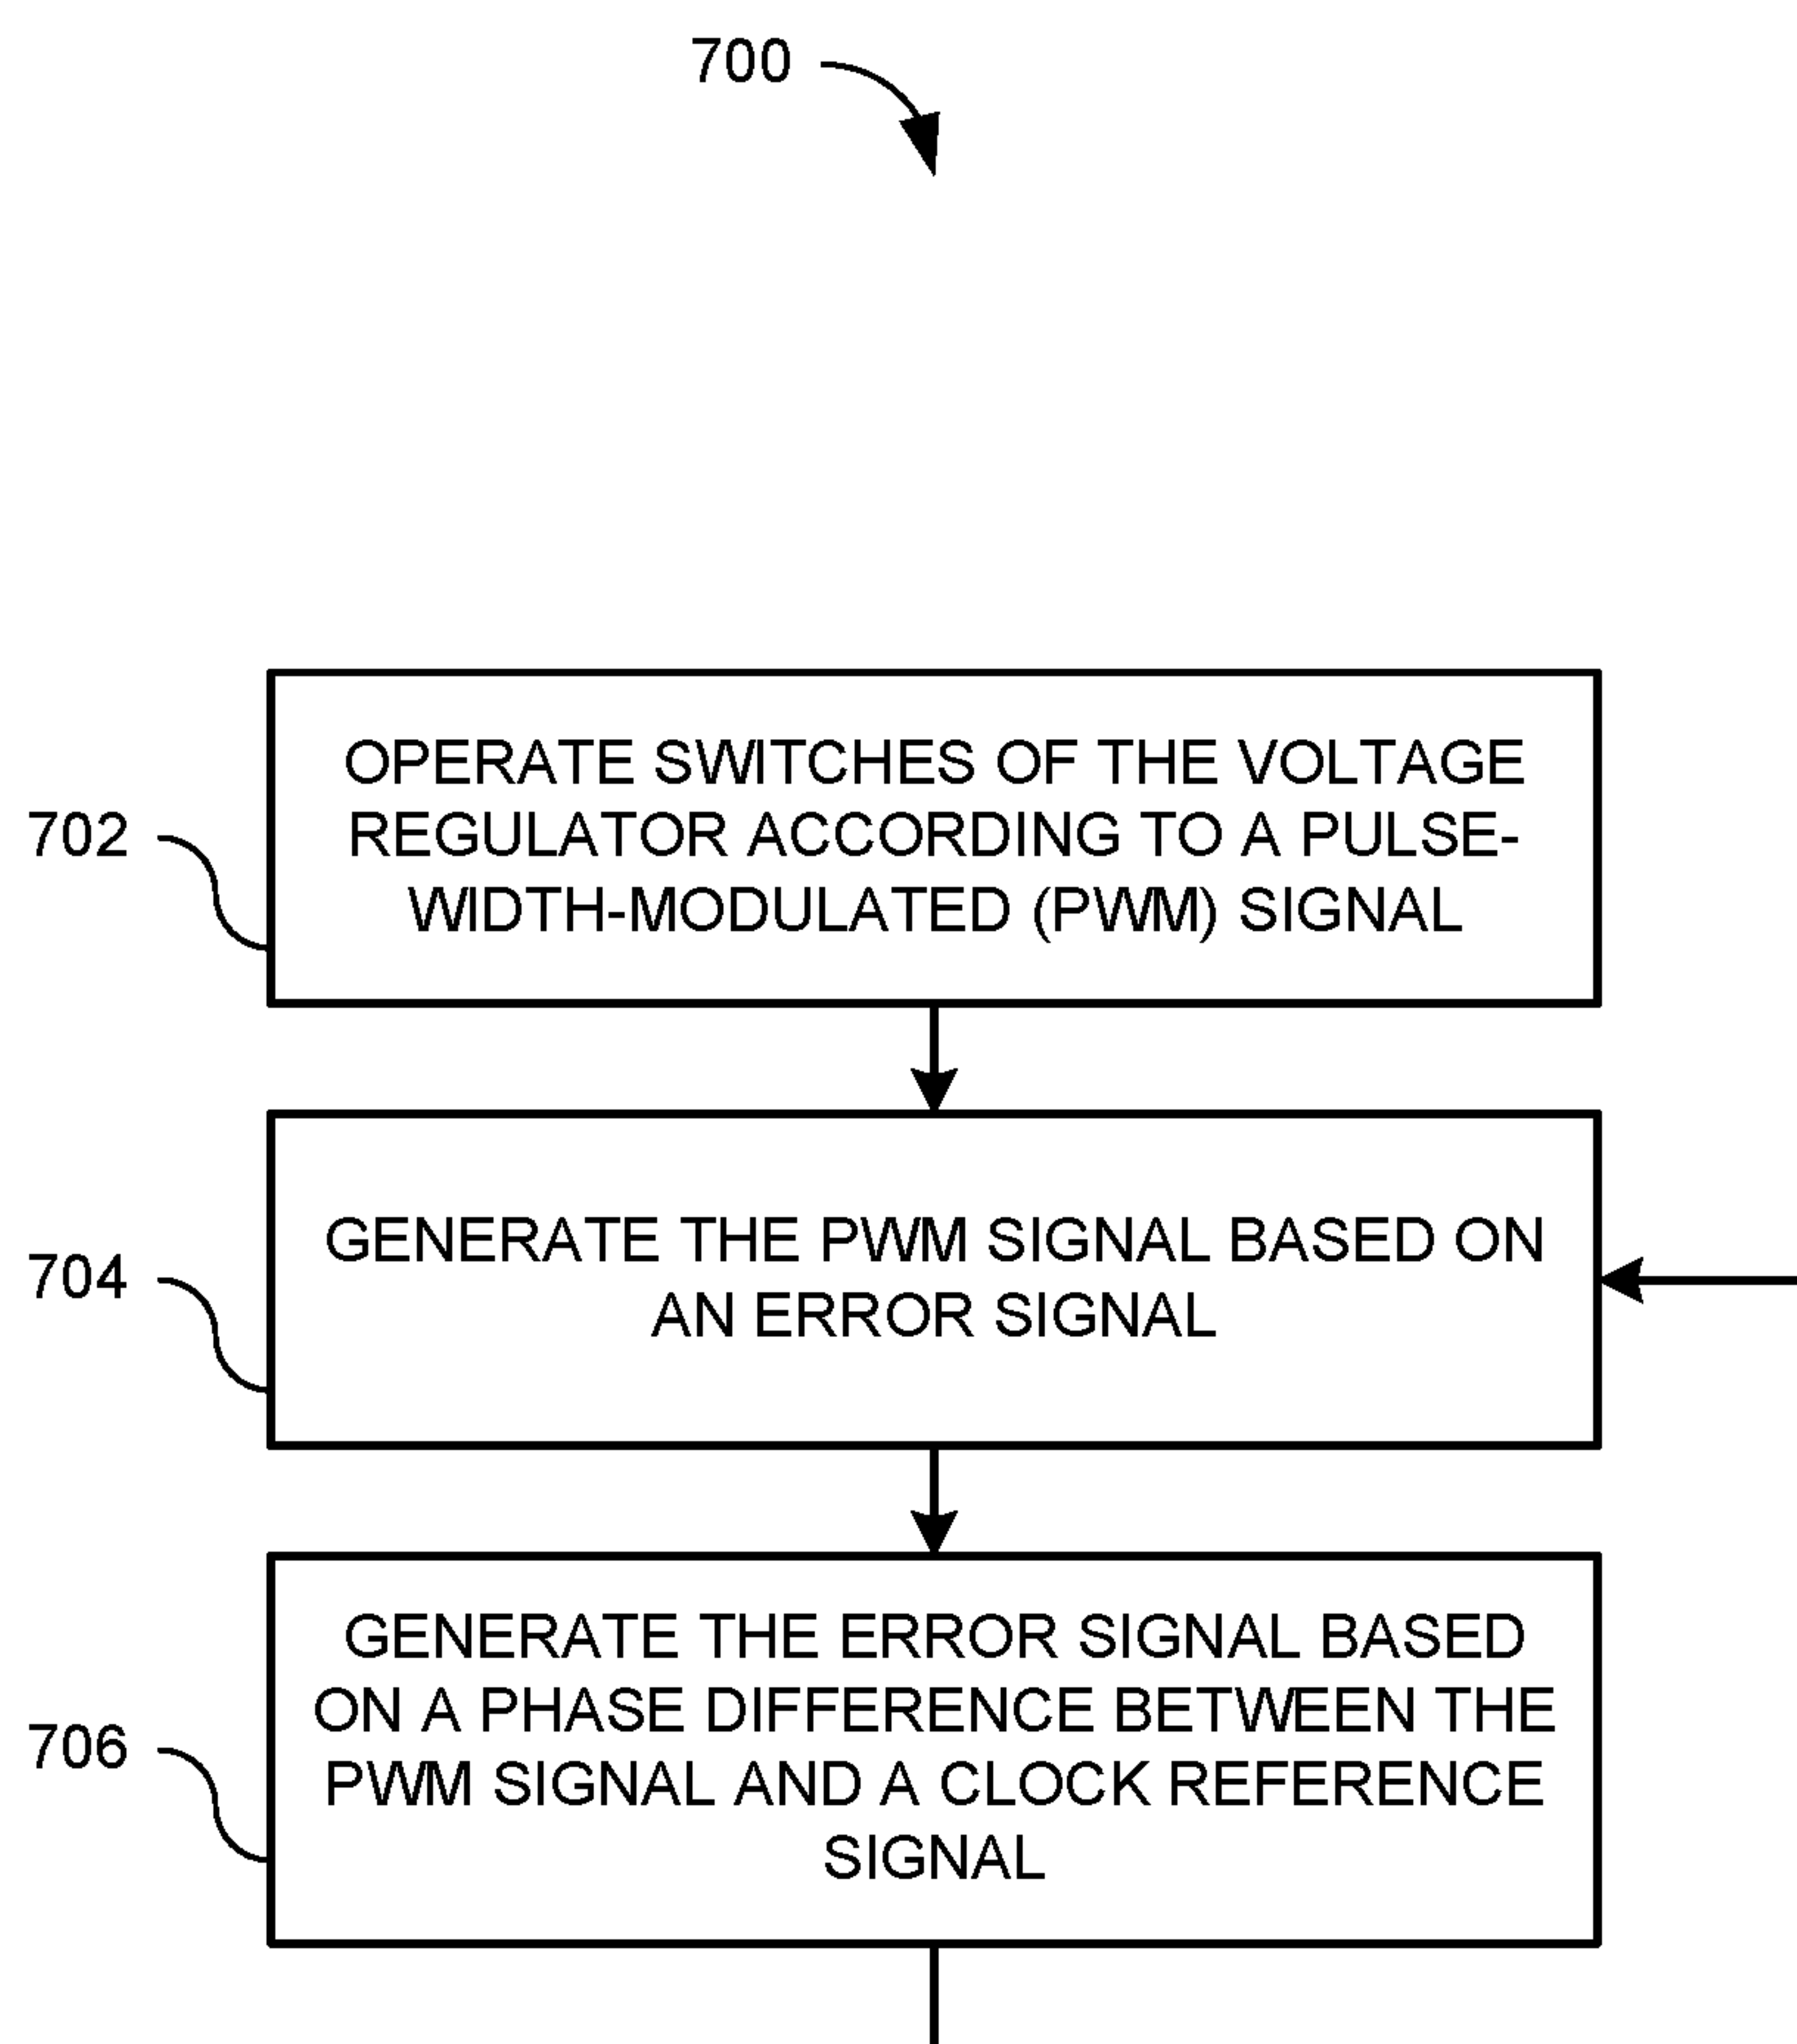 700
702
OPERATE SWITCHES OF THE VOLTAGE
REGULATOR ACCORDING TO A PULSE-
WIDTH-MODULATED (PWM) SIGNAL
704
GENERATE THE PWM SIGNAL BASED ON
AN ERROR SIGNAL
706
GENERATE THE ERROR SIGNAL BASED
ON A PHASE DIFFERENCE BETWEEN THE
PWM SIGNAL AND A CLOCK REFERENCE
SIGNAL